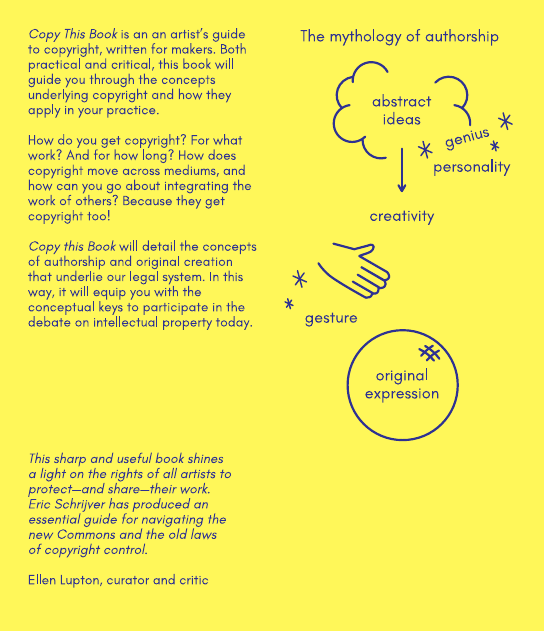 Copy This Book is an an artist's guide
to copyright, written for makers. Both
practical and critical, this book will
guide you through the concepts
underlying copyright and how they
apply in your practice.
How do you get copyright? For what
work? And for how long? How does
copyright move across mediums, and
how can you go about integrating the
work of others? Because they get
copyright too!
Copy this Book will detail the concepts
of authorship and original creation
that underlie our legal system. In this
way, it will equip you with the
conceptual keys to participate in the
debate on intellectual property today.
This sharp and useful book shines
a light on the rights of all artists to
protect—and share—their work.
Eric Schrijver has produced an
essential guide for navigating the
new Commons and the old laws
of copyright control.
Ellen Lupton, curator and critic
The mythology of authorship
abstract
ideas
genius
personality
creativity
gesture
original
expression